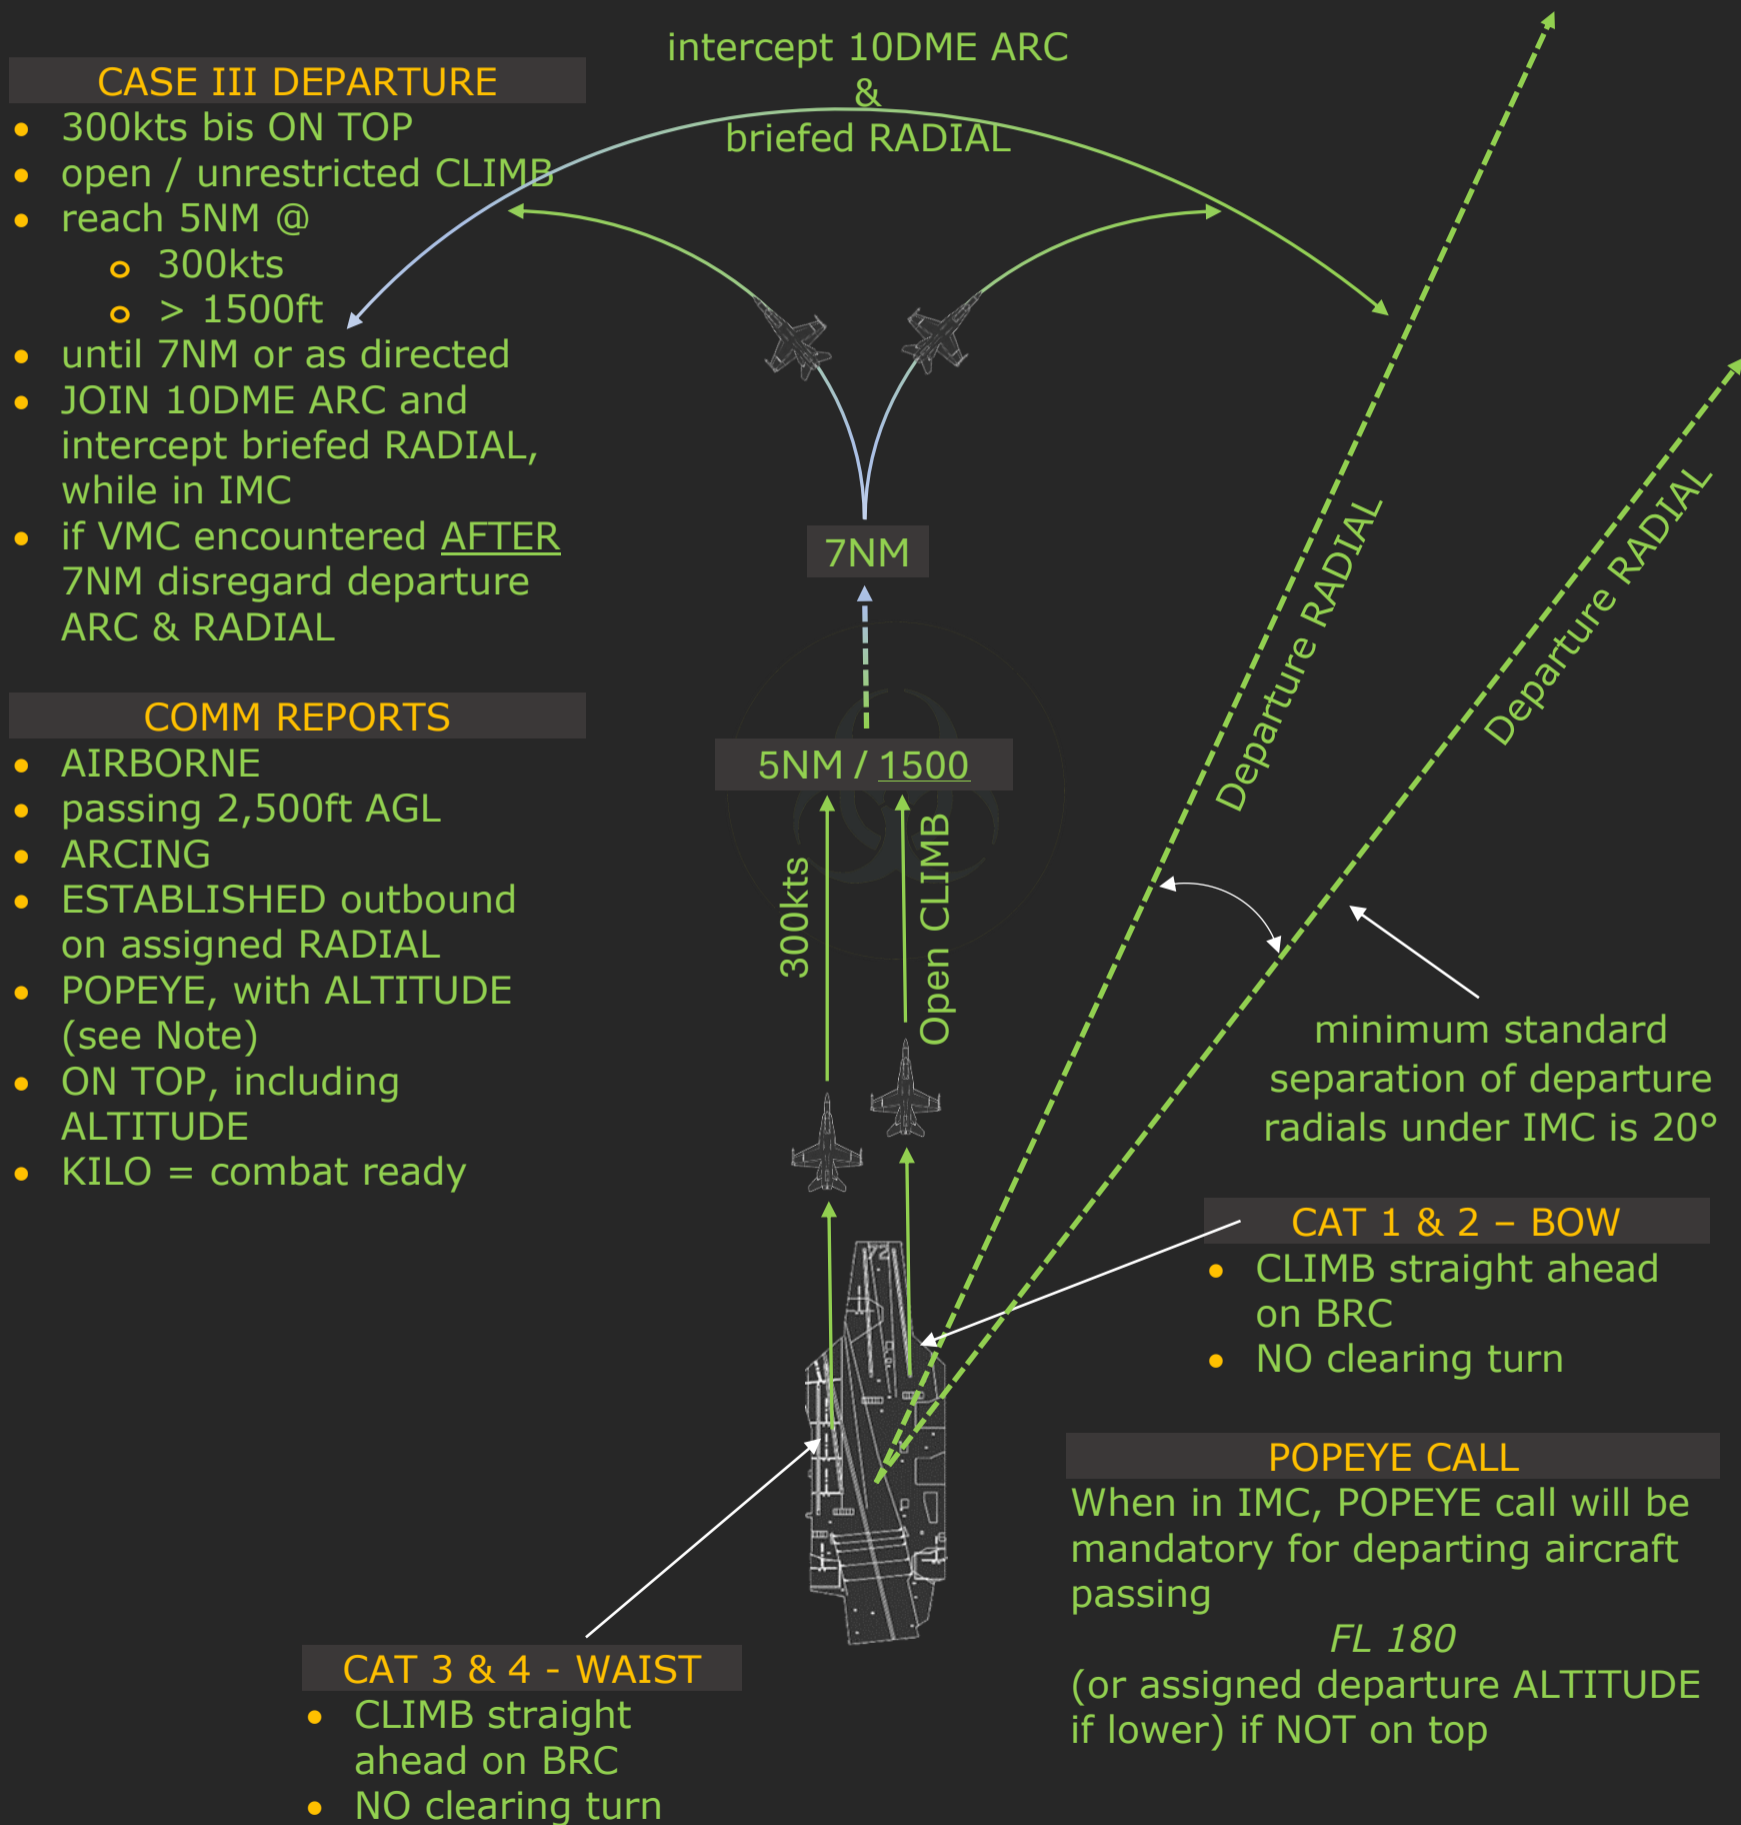 intercept 10DME ARC
&
briefed RADIAL
CASE III DEPARTURE
• 300kts bis ON TOP
• open / unrestricted CLIMB
• reach 5NM @
o 300kts
o > 1500ft
• until 7NM or as directed
• JOIN 10DME ARC and
intercept briefed RADIAL,
while in IMC
• if VMC encountered AFTER
7NM disregard departure
ARC & RADIAL
COMM REPORTS
• AIRBORNE
• passing 2,500ft AGL
• ARCING
• ESTABLISHED outbound
on assigned RADIAL
• POPEYE, with ALTITUDE
(see Note)
• ON TOP, including
ALTITUDE
• KILO = combat ready
7NM
5NM / 1500
300kts
Open CLIMB
Departure RADIAL
Departure RADIAL
minimum standard
separation of departure
radials under IMC is 20°
CAT 1 & 2 – BOW
• CLIMB straight ahead
on BRC
• NO clearing turn
72
POPEYE CALL
When in IMC, POPEYE call will be
mandatory for departing aircraft
passing
FL 180
(or assigned departure ALTITUDE
if lower) if NOT on top
CAT 3 & 4 - WAIST
• CLIMB straight
ahead on BRC
• NO clearing turn